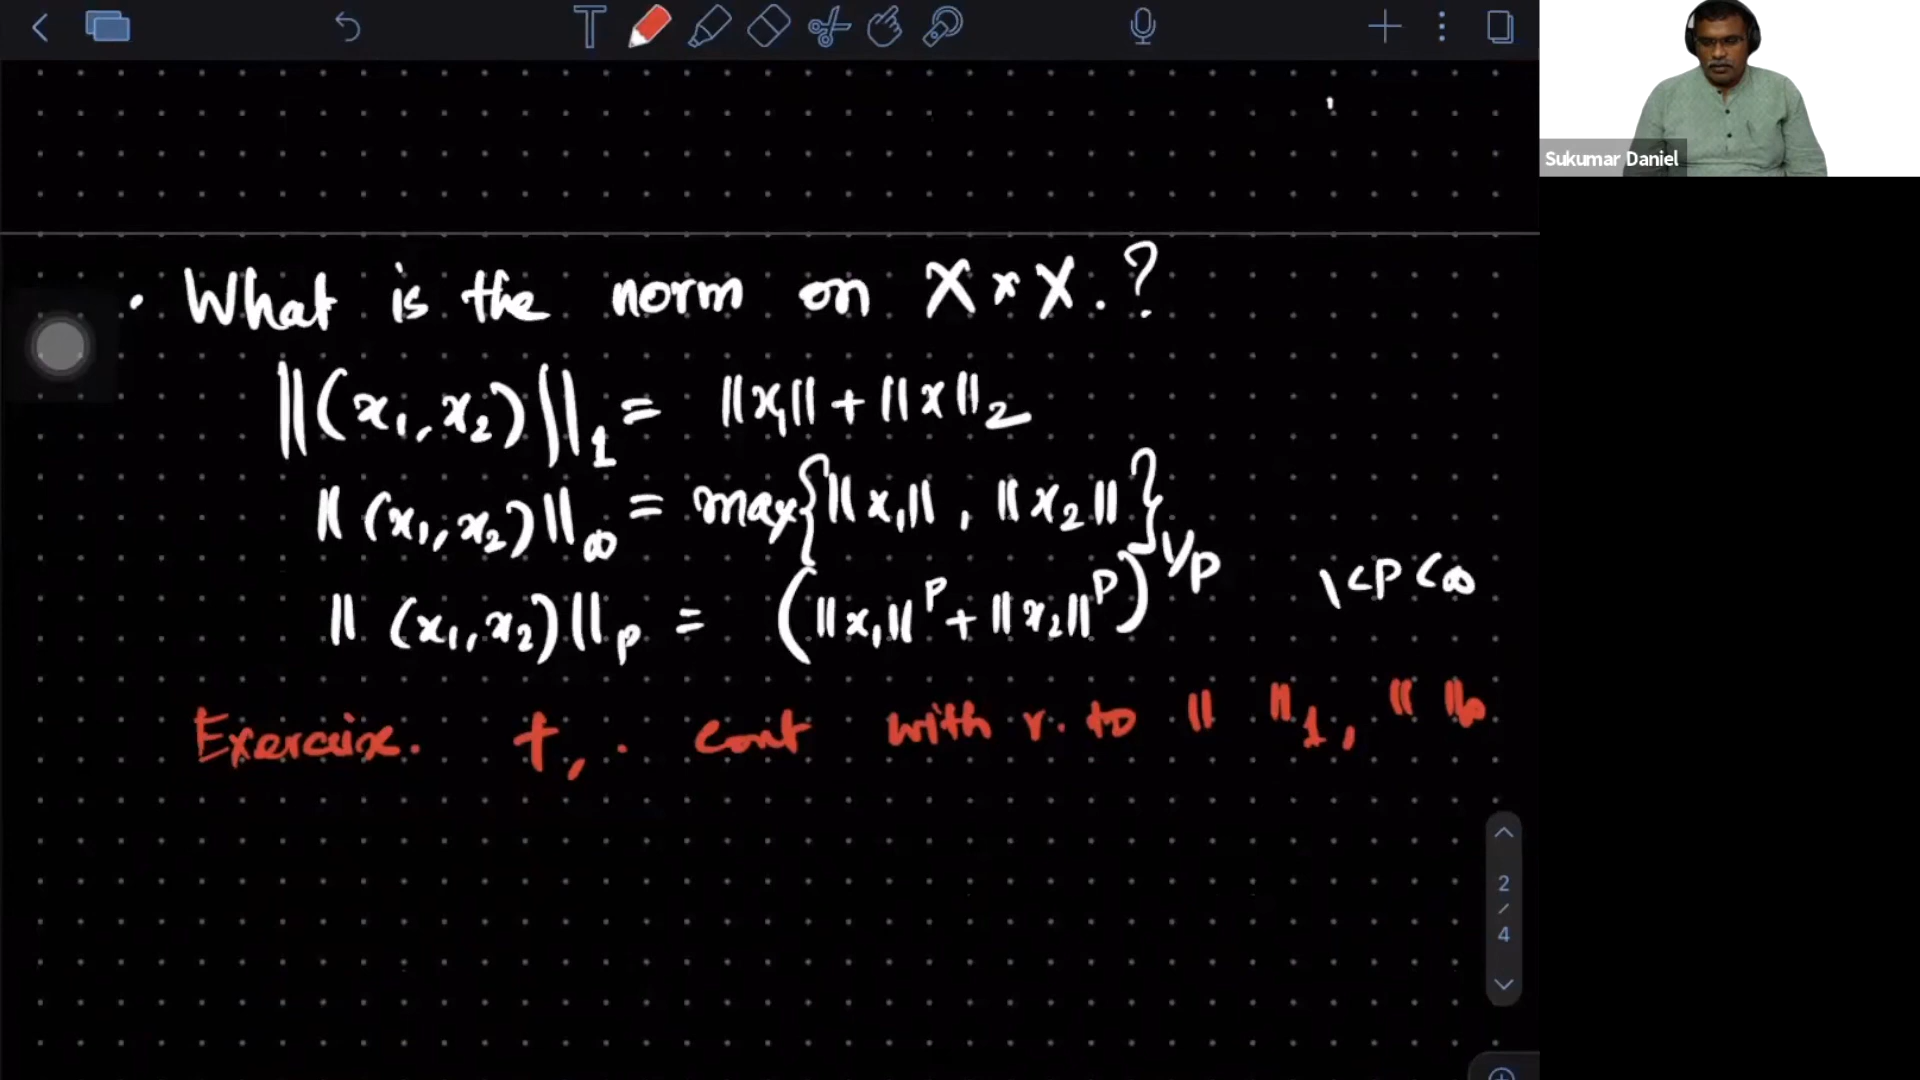 Sukumar Daniel
. What is the norm on X × X . ?
||(x₁, x₂)||₁ = ||x₁|| + ||x||₂
||(x₁, x₂)||∞ = max{||x₁||, ||x₂||}
||(x₁, x₂)||ₚ = (||x₁||ᵖ + ||x₂||ᵖ)^1/p 1<p<∞
Exercise. +, . cont with r. to || ||₁, || ||
2
/
4